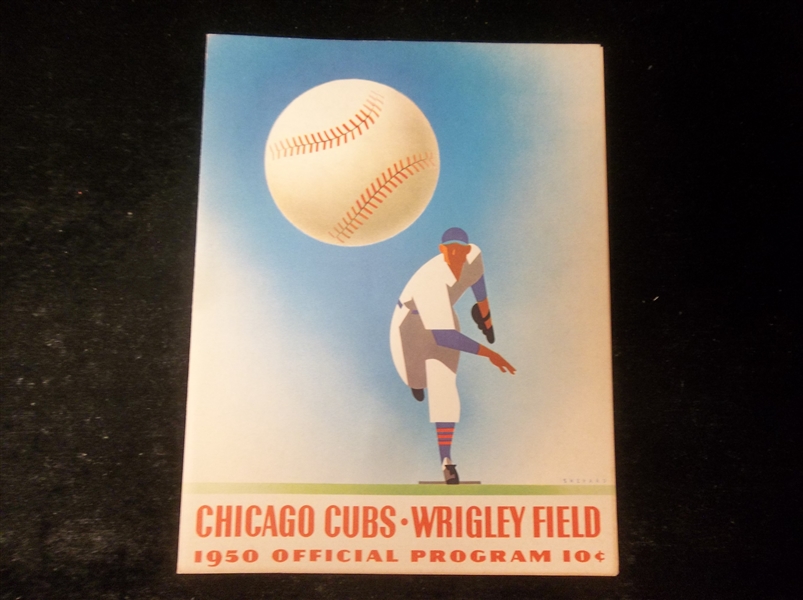 CHICAGO CUBS • WRIGLEY FIELD
1950 OFFICIAL PROGRAM 10¢